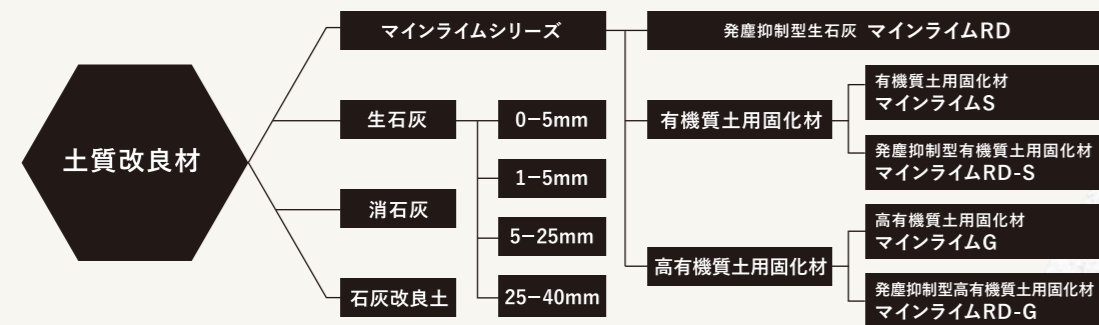 土質改良材
マインライムシリーズ
生石灰
消石灰
石灰改良土
0−5mm
1−5mm
5−25mm
25−40mm
発塵抑制型生石灰 マインライムRD
有機質土用固化材
有機質土用固化材
マインライムS
発塵抑制型有機質土用固化材
マインライムRD-S
高有機質土用固化材
高有機質土用固化材
マインライムG
発塵抑制型高有機質土用固化材
マインライムRD-G